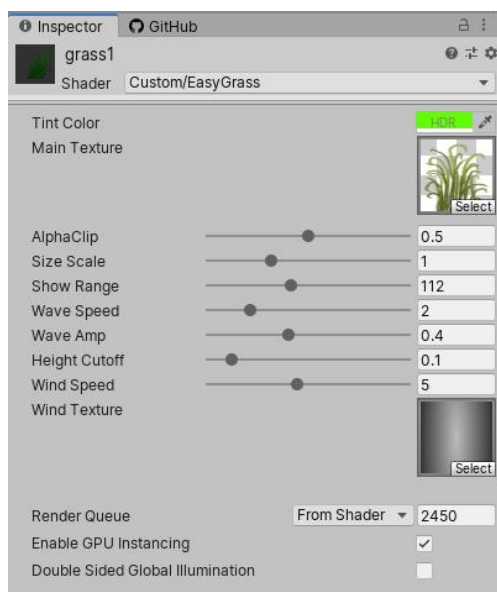 Inspector GitHub
grass1
Shader Custom/EasyGrass
Tint Color HDR
Main Texture
Select
AlphaClip 0.5
Size Scale 1
Show Range 112
Wave Speed 2
Wave Amp 0.4
Height Cutoff 0.1
Wind Speed 5
Wind Texture
Select
Render Queue From Shader 2450
Enable GPU Instancing
Double Sided Global Illumination